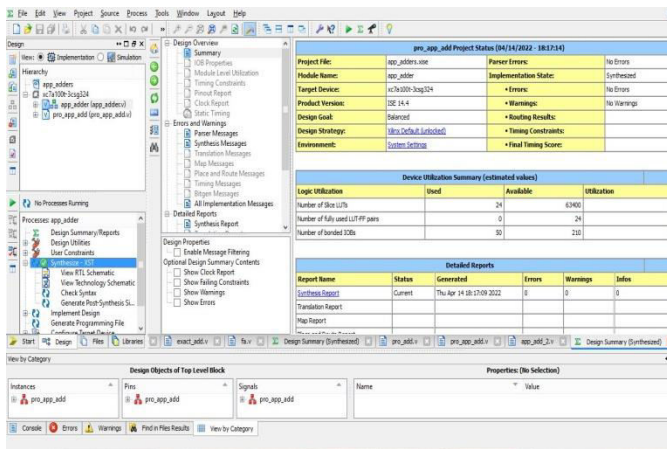 File Edit View Project Source Process Tools Window Layout Help
Design
View: Implementation Simulation
Hierarchy
app_adders
xc7a100t-3csg324
app_adder (app_adder.v)
pro_app_add (pro_app_add.v)
No Processes Running
Processes: app_adder
Design Summary/Reports
Design Utilities
User Constraints
Synthesize - XST
View RTL Schematic
View Technology Schematic
Check Syntax
Generate Post-Synthesis Si...
Implement Design
Generate Programming File
Configure Target Device
Start Design Files Libraries
Design Overview
Summary
IOB Properties
Module Level Utilization
Timing Constraints
Pinout Report
Clock Report
Static Timing
Errors and Warnings
Parser Messages
Synthesis Messages
Translation Messages
Map Messages
Place and Route Messages
Timing Messages
Bitgen Messages
All Implementation Messages
Detailed Reports
Synthesis Report
Design Properties
Enable Message Filtering
Optional Design Summary Contents
Show Clock Report
Show Failing Constraints
Show Warnings
Show Errors
pro_app_add Project Status (04/14/2022 - 18:17:14)
Project File: app_adders.xise Parser Errors: No Errors
Module Name: app_adder Implementation State: Synthesized
Target Device: xc7a100t-3csg324 • Errors: No Errors
Product Version: ISE 14.4 • Warnings: No Warnings
Design Goal: Balanced • Routing Results:
Design Strategy: Xilinx Default (unlocked) • Timing Constraints:
Environment: System Settings • Final Timing Score:
Device Utilization Summary (estimated values)
Logic Utilization Used Available Utilization
Number of Slice LUTs 24 63400
Number of fully used LUT-FF pairs 0 24
Number of bonded IOBs 50 210
Detailed Reports
Report Name Status Generated Errors Warnings Infos
Synthesis Report Current Thu Apr 14 18:17:09 2022 0 0 0
Translation Report
Map Report
Place and Route Report
exact_add.v fa.v Design Summary (Synthesized) pro_add.v pro_app_add.v app_add_2.v Design Summary (Synthesized)
View by Category
Design Objects of Top Level Block Properties: (No Selection)
Instances Pins Signals Name Value
pro_app_add pro_app_add pro_app_add
Console Errors Warnings Find in Files Results View by Category